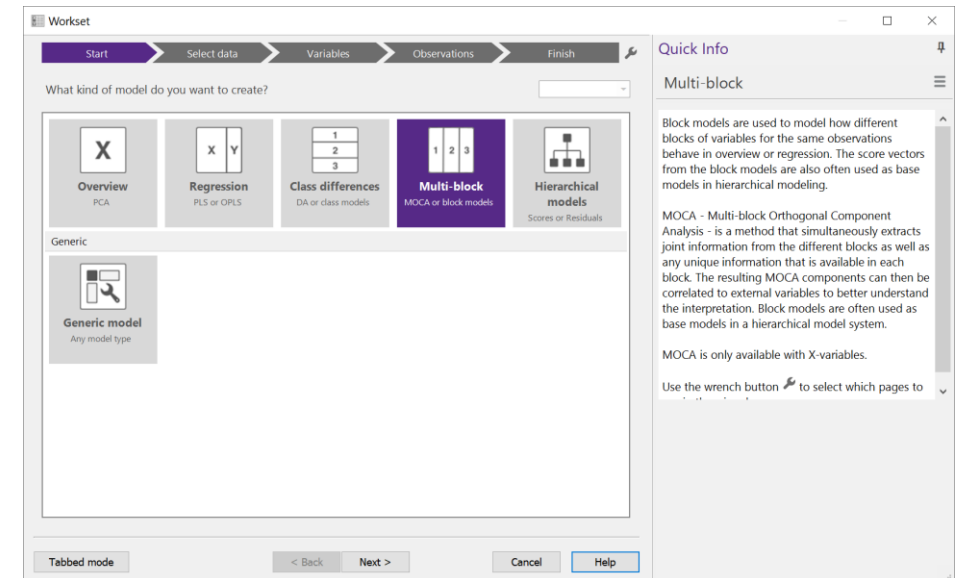 Workset
Start
Select data
Variables
Observations
Finish
What kind of model do you want to create?
X
Overview
PCA
X Y
Regression
PLS or OPLS
1
2
3
Class differences
DA or class models
1 2 3
Multi-block
MOCA or block models
Hierarchical
models
Scores or Residuals
Generic
Generic model
Any model type
Tabbed mode
< Back
Next >
Cancel
Help
Quick Info
Multi-block
Block models are used to model how different
blocks of variables for the same observations
behave in overview or regression. The score vectors
from the block models are also often used as base
models in hierarchical modeling.
MOCA - Multi-block Orthogonal Component
Analysis - is a method that simultaneously extracts
joint information from the different blocks as well as
any unique information that is available in each
block. The resulting MOCA components can then be
correlated to external variables to better understand
the interpretation. Block models are often used as
base models in a hierarchical model system.
MOCA is only available with X-variables.
Use the wrench button to select which pages to